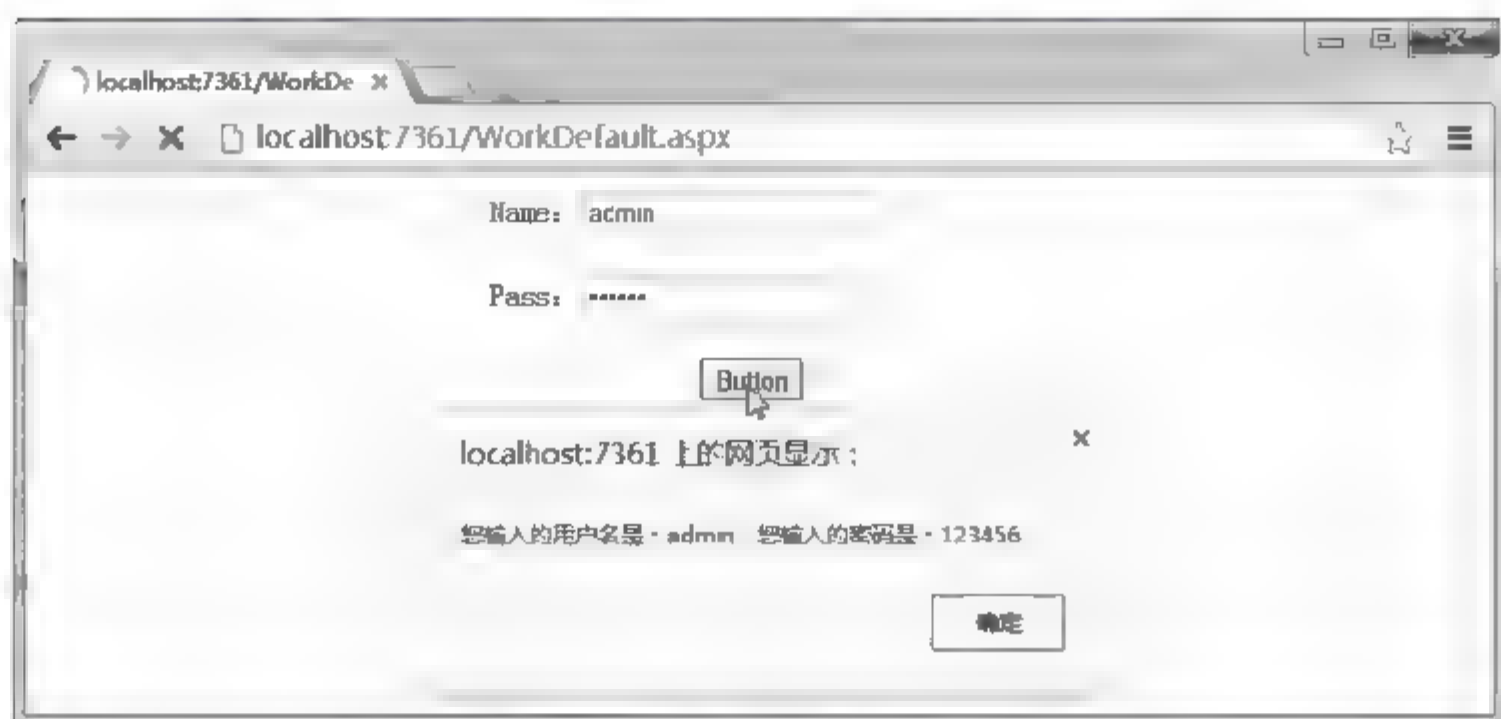 localhost:7361/WorkDe
localhost:7361/WorkDefault.aspx
Name: admin
Pass: ••••••
Button
localhost:7361 上的网页显示:
您输入的用户名是:admin 您输入的密码是:123456
确定